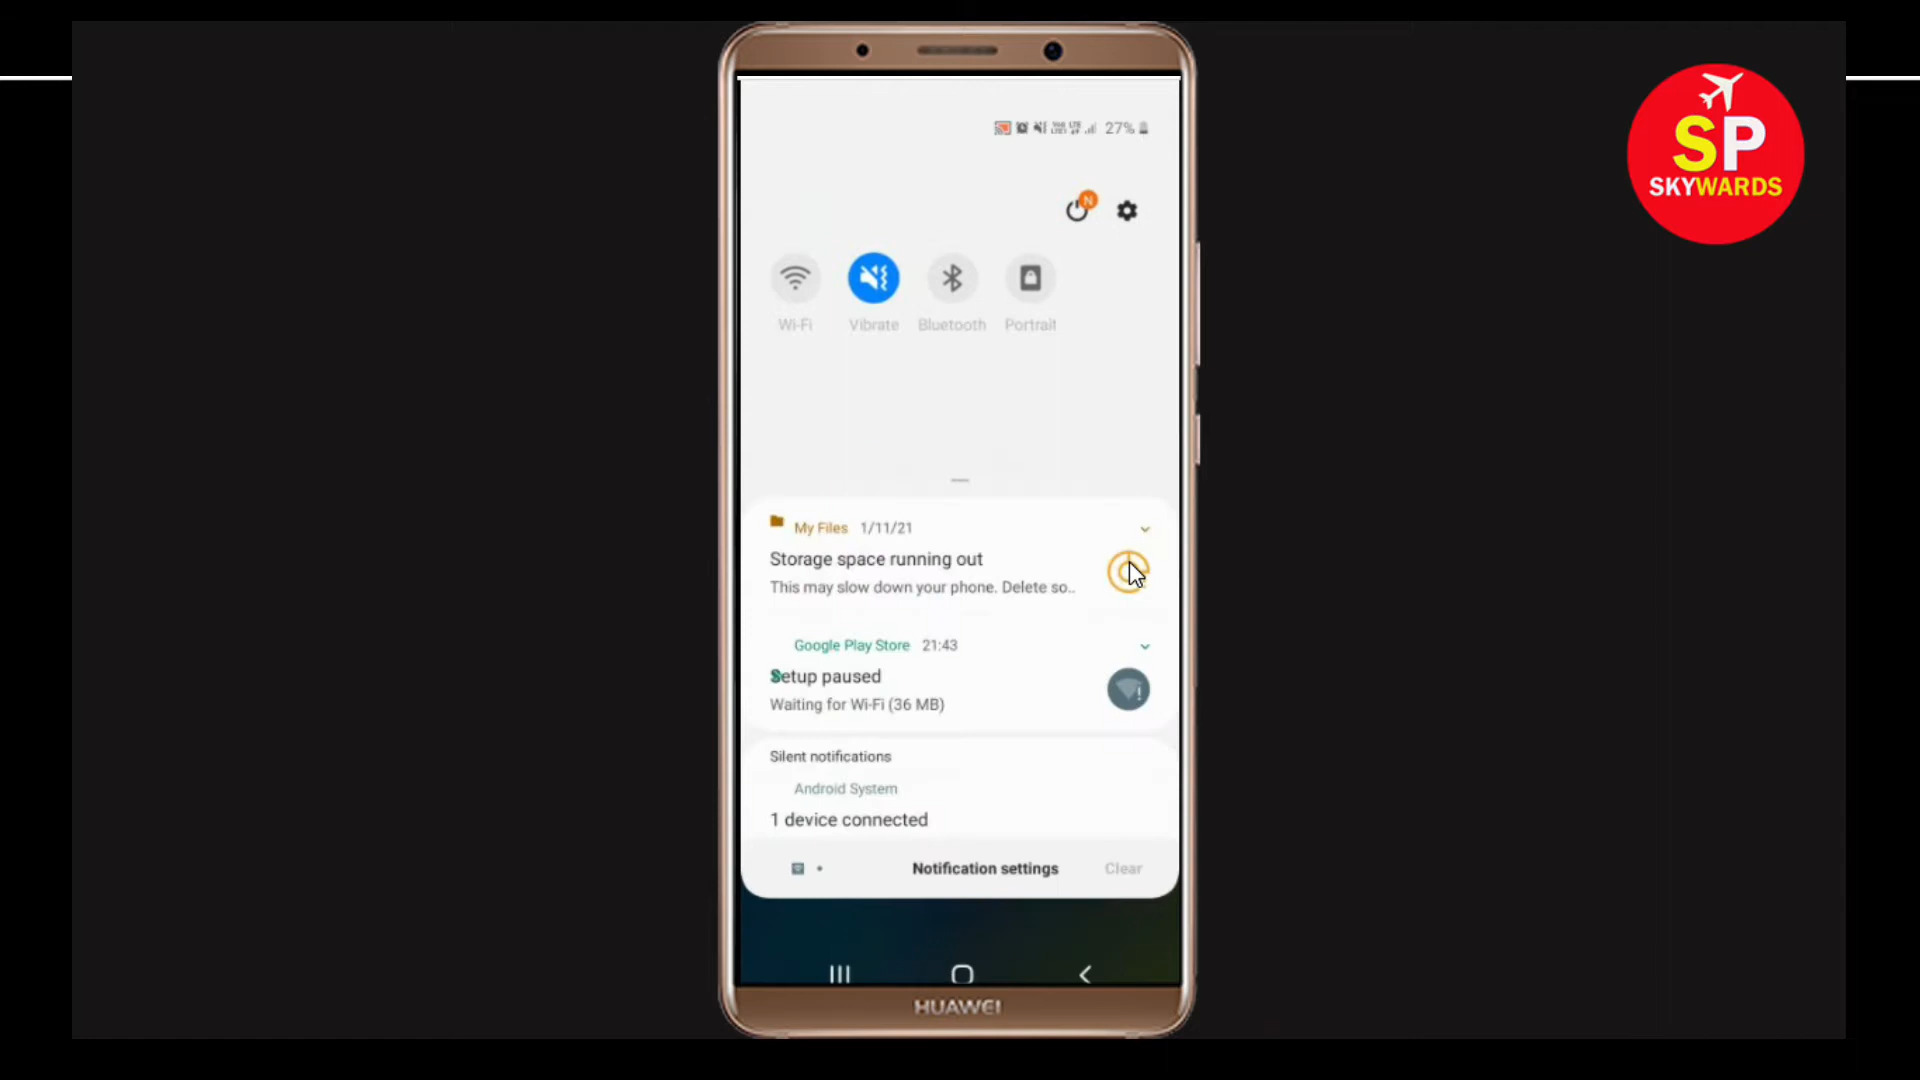 27%
N
SP
SKYWARDS
Wi-Fi
Vibrate
Bluetooth
Portrait
My Files 1/11/21
Storage space running out
This may slow down your phone. Delete so..
Google Play Store 21:43
Setup paused
Waiting for Wi-Fi (36 MB)
Silent notifications
Android System
1 device connected
Notification settings Clear
HUAWEI